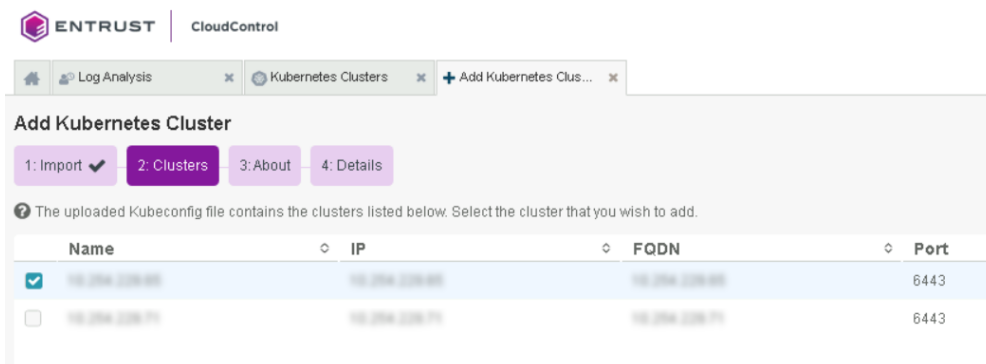 ENTRUST CloudControl
Log Analysis Kubernetes Clusters Add Kubernetes Clus...
Add Kubernetes Cluster
1: Import 2: Clusters 3: About 4: Details
The uploaded Kubeconfig file contains the clusters listed below. Select the cluster that you wish to add.
Name IP FQDN Port
6443
6443